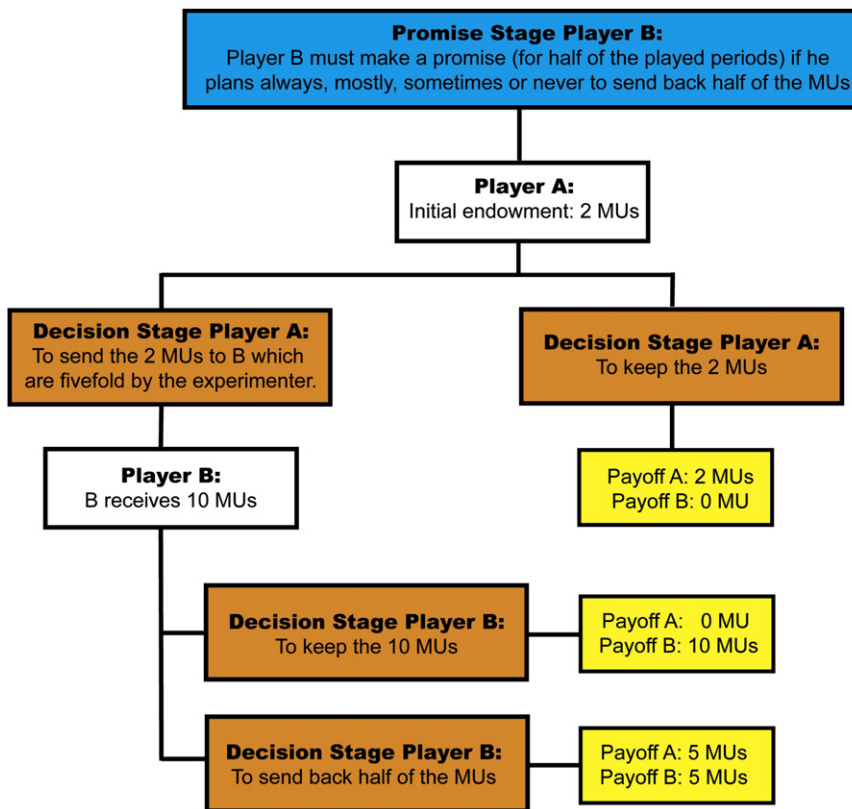 Promise Stage Player B:
Player B must make a promise (for half of the played periods) if he
plans always, mostly, sometimes or never to send back half of the MUs
Player A:
Initial endowment: 2 MUs
Decision Stage Player A:
To send the 2 MUs to B which
are fivefold by the experimenter.
Decision Stage Player A:
To keep the 2 MUs
Player B:
B receives 10 MUs
Payoff A: 2 MUs
Payoff B: 0 MU
Decision Stage Player B:
To keep the 10 MUs
Payoff A: 0 MU
Payoff B: 10 MUs
Decision Stage Player B:
To send back half of the MUs
Payoff A: 5 MUs
Payoff B: 5 MUs